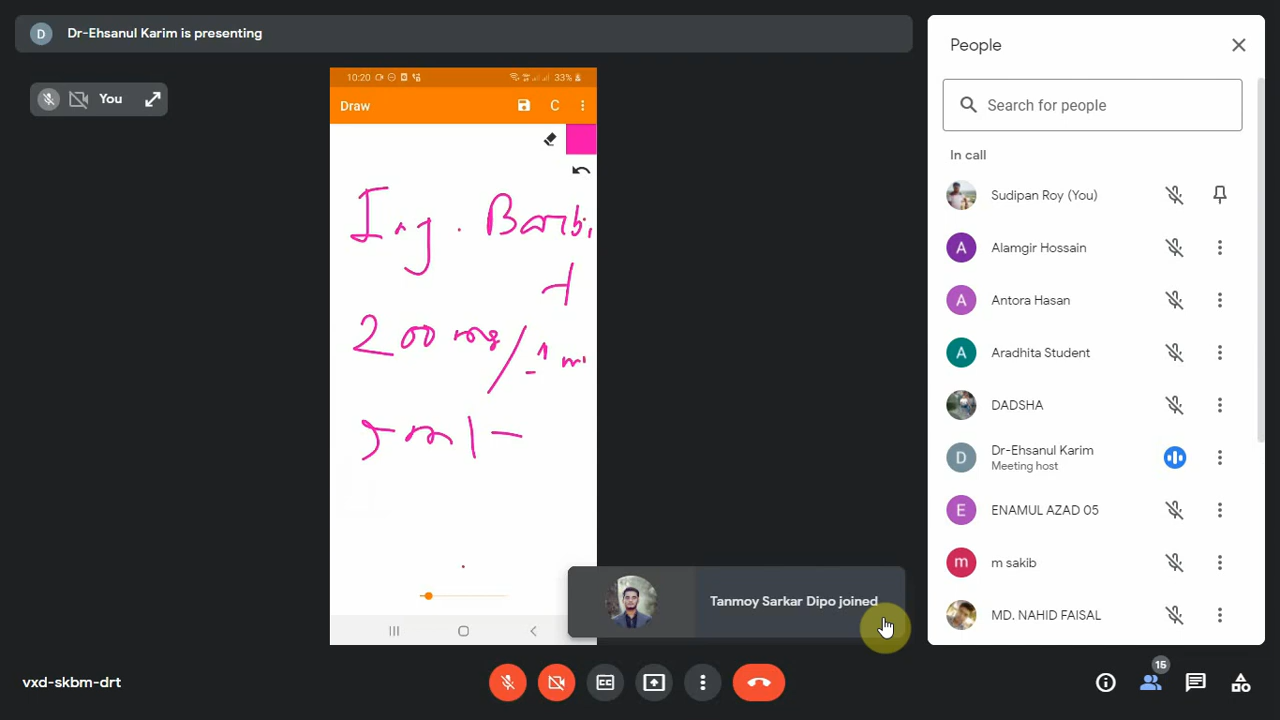 Dr-Ehsanul Karim is presenting
You
10:20 33%
Draw
C
Inj. Barbi
t
200 mg/1 m
5 ml -
Tanmoy Sarkar Dipo joined
vxd-skbm-drt
CC
People
Search for people
In call
Sudipan Roy (You)
A Alamgir Hossain
A Antora Hasan
A Aradhita Student
DADSHA
D Dr-Ehsanul Karim
Meeting host
E ENAMUL AZAD 05
m m sakib
MD. NAHID FAISAL
15